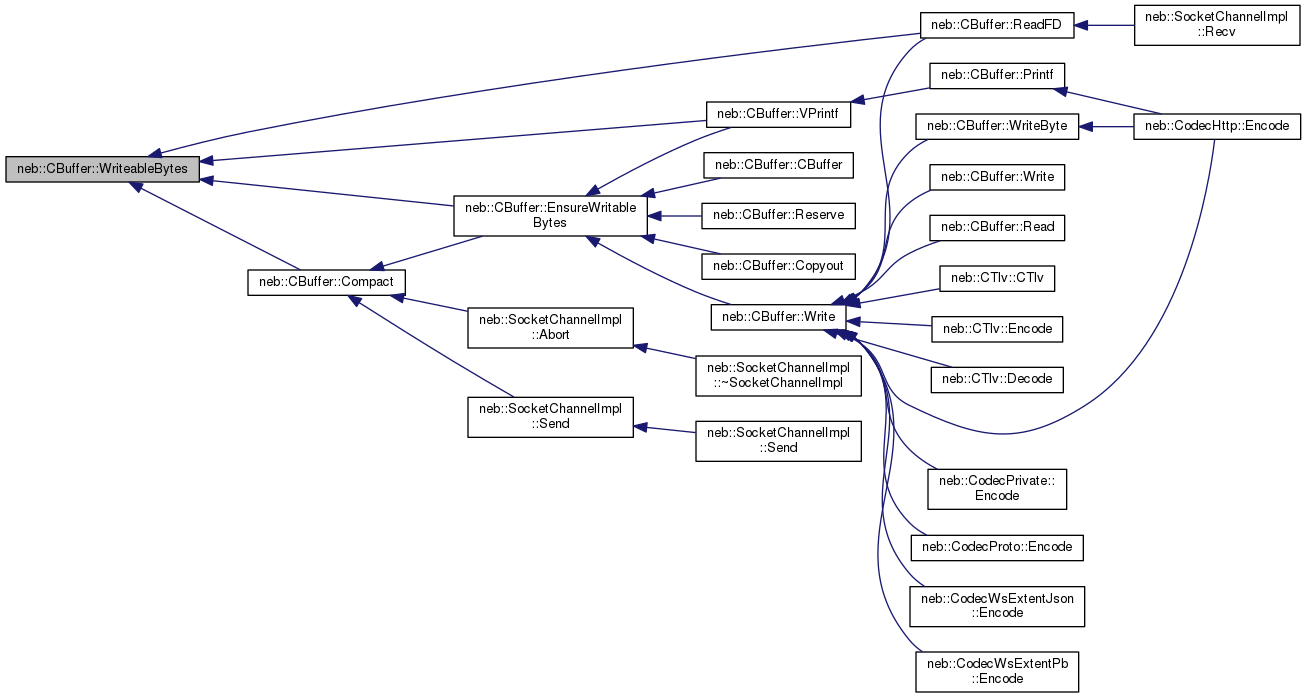 neb::CBuffer::WriteableBytes
neb::CBuffer::ReadFD
neb::SocketChannelImpl
::Recv
neb::CBuffer::VPrintf
neb::CBuffer::Printf
neb::CodecHttp::Encode
neb::CBuffer::EnsureWritable
Bytes
neb::CBuffer::CBuffer
neb::CBuffer::Reserve
neb::CBuffer::Copyout
neb::CBuffer::Write
neb::CBuffer::WriteByte
neb::CBuffer::Write
neb::CBuffer::Read
neb::CTlv::CTlv
neb::CTlv::Encode
neb::CTlv::Decode
neb::CodecPrivate::
Encode
neb::CodecProto::Encode
neb::CodecWsExtentJson
::Encode
neb::CodecWsExtentPb
::Encode
neb::CBuffer::Compact
neb::SocketChannelImpl
::Abort
neb::SocketChannelImpl
::~SocketChannelImpl
neb::SocketChannelImpl
::Send
neb::SocketChannelImpl
::Send